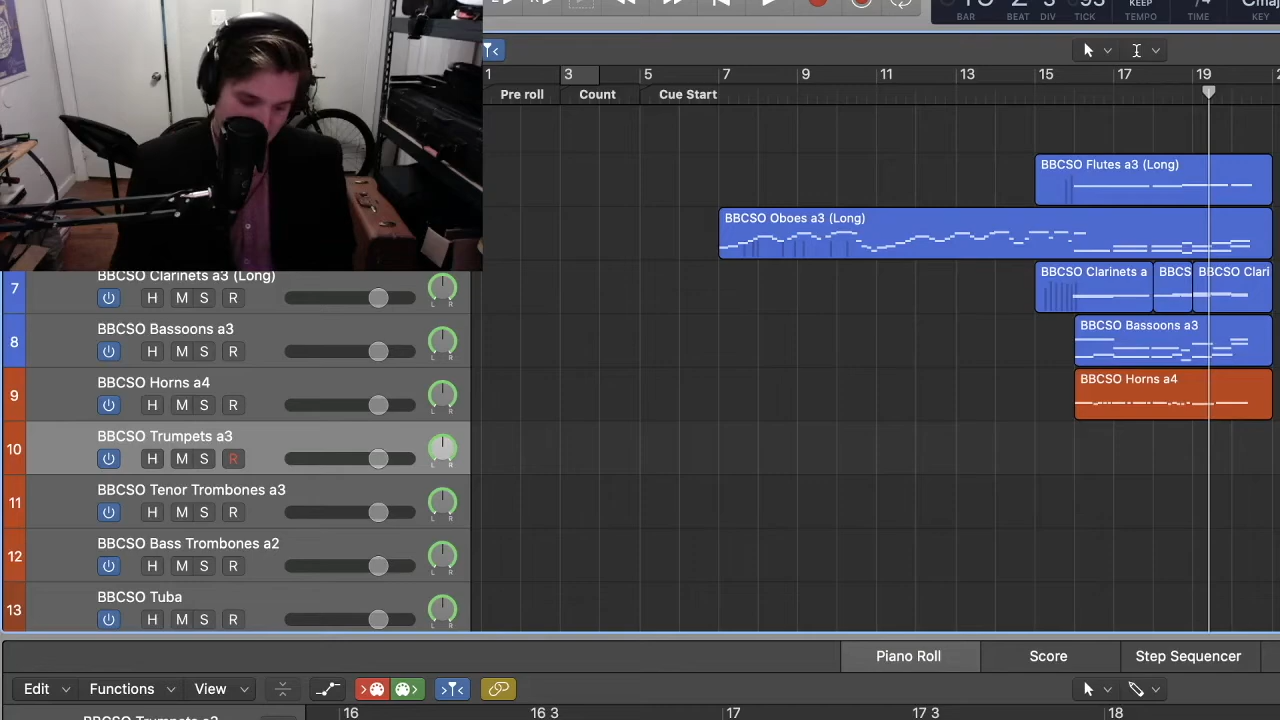 BAR BEAT DIV TICK KEEP TEMPO TIME KEY
1 3 5 7 9 11 13 15 17 19
Pre roll Count Cue Start
BBCSO Flutes a3 (Long)
BBCSO Oboes a3 (Long)
7 BBCSO Clarinets a3 (Long) BBCSO Clarinets a BBCS BBCSO Clari
H M S R L R
8 BBCSO Bassoons a3 BBCSO Bassoons a3
H M S R L R
9 BBCSO Horns a4 BBCSO Horns a4
H M S R L R
10 BBCSO Trumpets a3
H M S R L R
11 BBCSO Tenor Trombones a3
H M S R L R
12 BBCSO Bass Trombones a2
H M S R L R
13 BBCSO Tuba
H M S R L R
Piano Roll Score Step Sequencer
Edit Functions View
BBCSO Trumpets a3 16 16 3 17 17 3 18